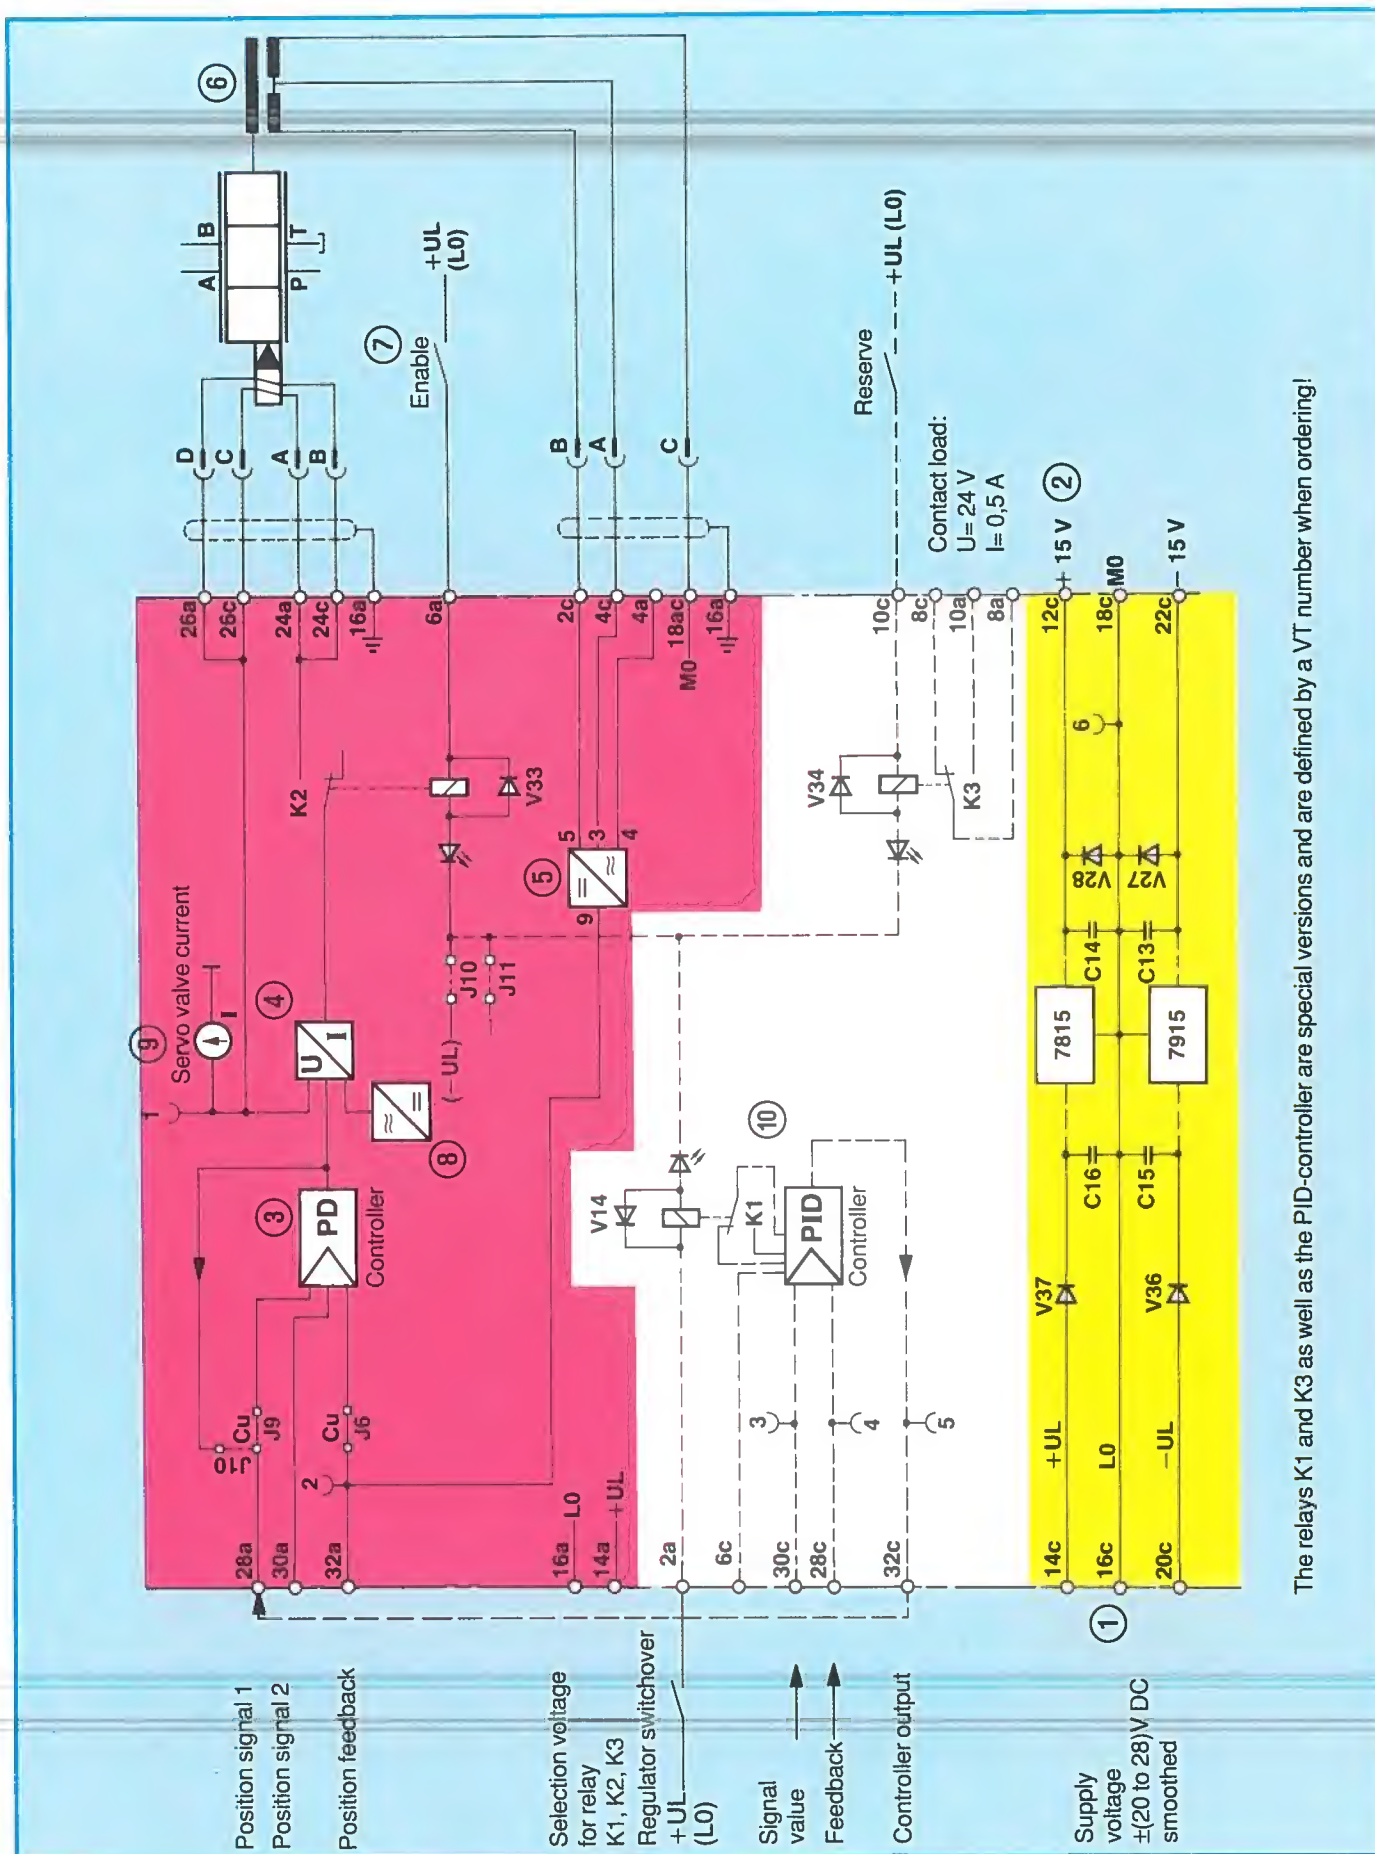 Position signal 1
Position signal 2
Position feedback
Selection voltage
for relay
K1, K2, K3
Regulator switchover
+UL
(L0)
Signal
value
Feedback
Controller output
Supply
voltage
±(20 to 28)V DC
smoothed
1
28a
30a
32a
16a
14a
2a
6c
30c
28c
32c
14c
16c
20c
L0
+UL
+UL
L0
−UL
J10
Cu
J9
Cu
J6
2
3
4
5
3
PD
Controller
1
9
Servo valve current
I
4
U
I
8
(−UL)
J10
J11
K2
V33
5
9
5
3
4
V14
K1
10
PID
Controller
V34
K3
V37
V36
C16
C15
7815
7915
C14
C13
V28
V27
6
26a
26c
24a
24c
16a
6a
2c
4c
4a
18ac
16a
M0
10c
8c
10a
8a
12c
18c
22c
D
C
A
B
A
B
P
T
6
7
Enable
+UL
(L0)
B
A
C
Reserve
+UL (L0)
Contact load:
U= 24 V
I= 0,5 A
+ 15 V
2
M0
− 15 V
The relays K1 and K3 as well as the PID-controller are special versions and are defined by a VT number when ordering!